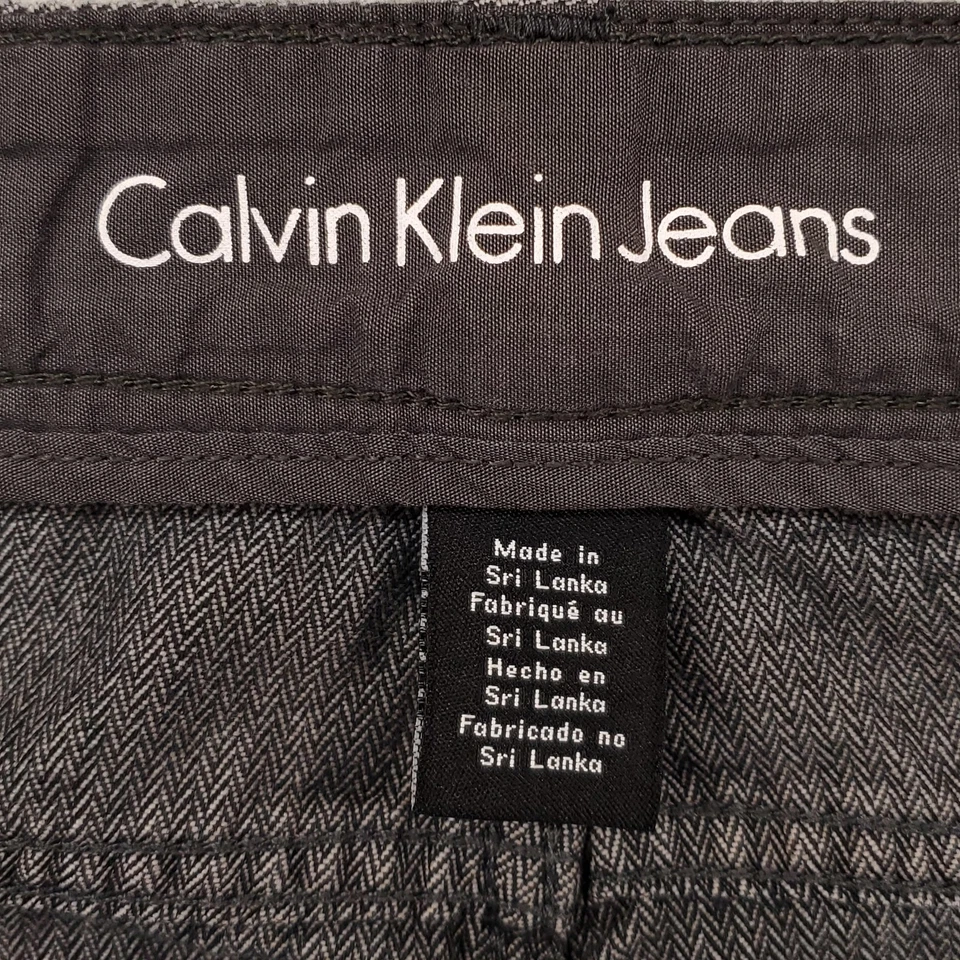 Calvin Klein Jeans
Made in
Sri Lanka
Fabriqué au
Sri Lanka
Hecho en
Sri Lanka
Fabricado no
Sri Lanka